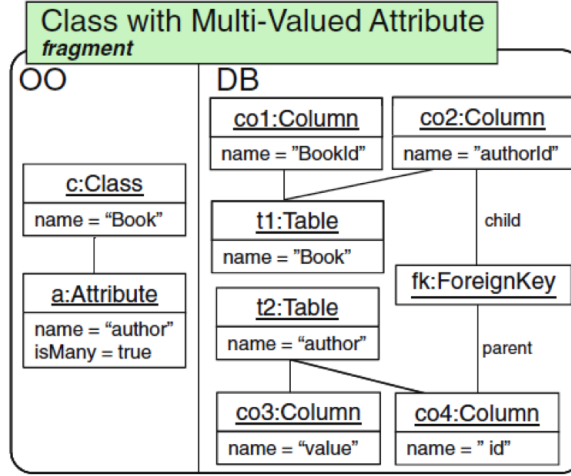 Class with Multi-Valued Attribute
fragment
OO
DB
co1:Column
name = ”BookId”
co2:Column
name = ”authorId”
c:Class
name = “Book”
t1:Table
name = ”Book”
child
a:Attribute
name = “author”
isMany = true
fk:ForeignKey
t2:Table
name = “author”
parent
co3:Column
name = “value”
co4:Column
name = ” id”